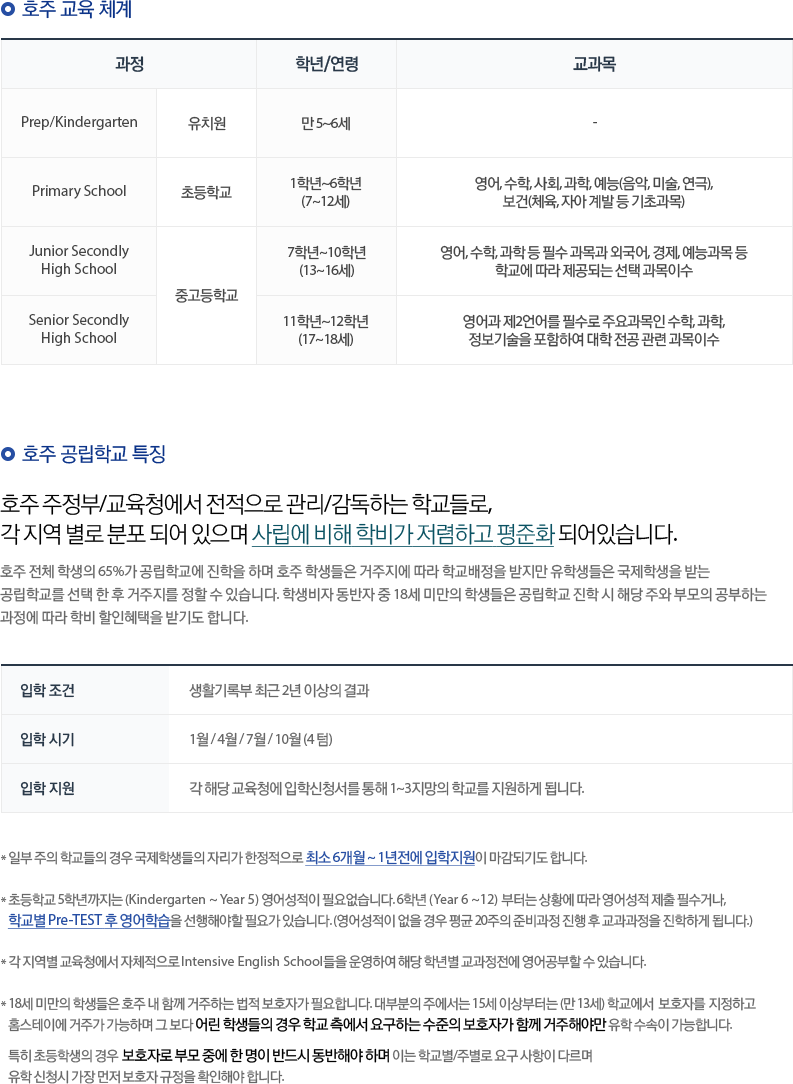 호주 교육 체계
과정 학년/연령 교과목
Prep/Kindergarten 유치원 만 5~6세 -
Primary School 초등학교 1학년~6학년 (7~12세) 영어, 수학, 사회, 과학, 예능(음악, 미술, 연극),
보건(체육, 자아 계발 등 기초과목)
Junior Secondly
High School
중고등학교
7학년~10학년
(13~16세)
영어, 수학, 과학 등 필수 과목과 외국어, 경제, 예능과목 등
학교에 따라 제공되는 선택 과목이수
Senior Secondly
High School
11학년~12학년
(17~18세)
영어과 제2언어를 필수로 주요과목인 수학, 과학,
정보기술을 포함하여 대학 전공 관련 과목이수
호주 공립학교 특징
호주 주정부/교육청에서 전적으로 관리/감독하는 학교들로,
각 지역 별로 분포 되어 있으며 사립에 비해 학비가 저렴하고 평준화 되어있습니다.
호주 전체 학생의 65%가 공립학교에 진학을 하며 호주 학생들은 거주지에 따라 학교배정을 받지만 유학생들은 국제학생을 받는
공립학교를 선택 한 후 거주지를 정할 수 있습니다. 학생비자 동반자 중 18세 미만의 학생들은 공립학교 진학 시 해당 주와 부모의 공부하는
과정에 따라 학비 할인혜택을 받기도 합니다.
입학 조건 생활기록부 최근 2년 이상의 결과
입학 시기 1월 / 4월 / 7월 / 10월 (4 텀)
입학 지원 각 해당 교육청에 입학신청서를 통해 1~3지망의 학교를 지원하게 됩니다.
* 일부 주의 학교들의 경우 국제학생들의 자리가 한정적으로 최소 6개월 ~ 1년전에 입학지원이 마감되기도 합니다.
* 초등학교 5학년까지는 (Kindergarten ~ Year 5) 영어성적이 필요없습니다. 6학년 (Year 6 ~12) 부터는 상황에 따라 영어성적 제출 필수거나,
학교별 Pre-TEST 후 영어학습을 선행해야할 필요가 있습니다. (영어성적이 없을 경우 평균 20주의 준비과정 진행 후 교과과정을 진학하게 됩니다.)
* 각 지역별 교육청에서 자체적으로 Intensive English School들을 운영하여 해당 학년별 교과정전에 영어공부할 수 있습니다.
* 18세 미만의 학생들은 호주 내 함께 거주하는 법적 보호자가 필요합니다. 대부분의 주에서는 15세 이상부터는 (만 13세) 학교에서 보호자를 지정하고
홈스테이에 거주가 가능하며 그 보다 어린 학생들의 경우 학교 측에서 요구하는 수준의 보호자가 함께 거주해야만 유학 수속이 가능합니다.
특히 초등학생의 경우 보호자로 부모 중에 한 명이 반드시 동반해야 하며 이는 학교별/주별로 요구 사항이 다르며
유학 신청시 가장 먼저 보호자 규정을 확인해야 합니다.